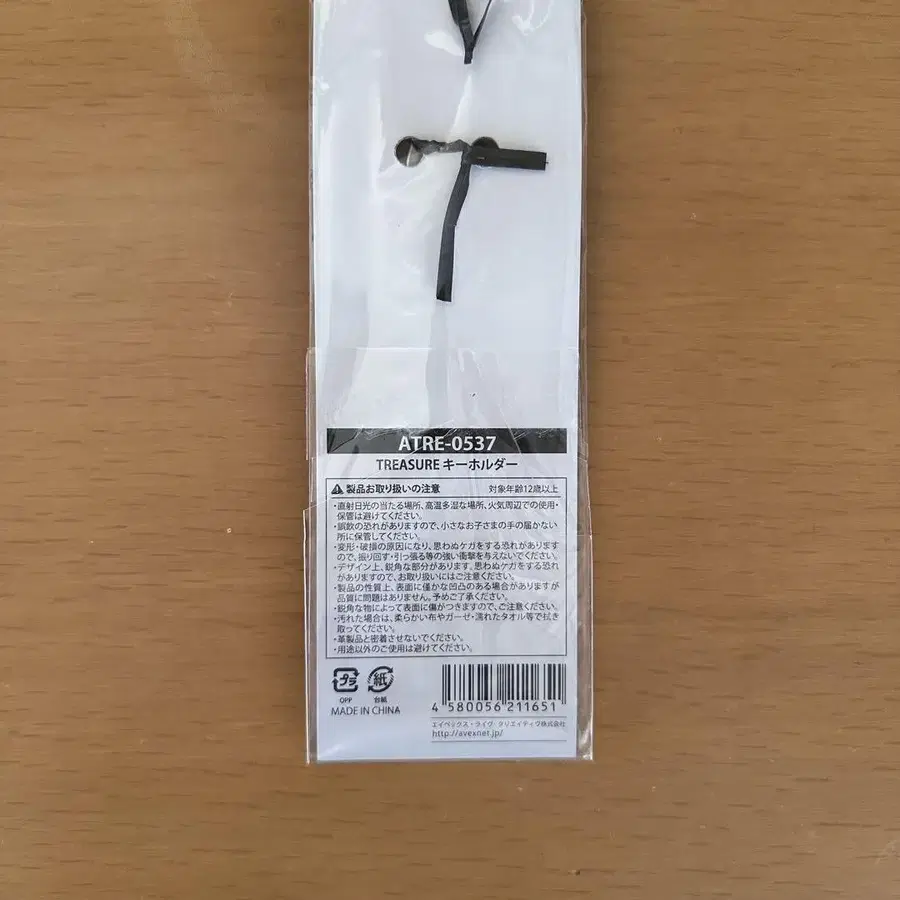 ATRE-0537
TREASURE キーホルダー
製品お取り扱いの注意 対象年齢12歳以上
・直射日光の当たる場所、高温多湿な場所、火気周辺での使用・
保管は避けてください。
・誤飲の恐れがありますので、小さなお子さまの手の届かない
所に保管してください。
・変形・破損の原因になり、思わぬケガをする恐れがあります
ので、振り回す・引っ張る等の強い衝撃を与えないでください。
・デザイン上、鋭角な部分があります。思わぬケガをする恐れ
がありますので、お取り扱いにはご注意ください。
・製品の性質上、表面に僅かな凹凸のある場合がありますが
品質に問題はありません。予めご了承ください。
・鋭角な物によって表面に傷がつきますので、ご注意ください。
・汚れた場合は、柔らかい布やガーゼ・濡れたタオル等で拭き
取ってください。
・革製品と密着させないでください。
・用途以外のご使用は避けてください。
プラ 紙
OPP 台紙
MADE IN CHINA
4 580056 211651
エイベックス・ライヴ・クリエイティヴ株式会社
http://avexnet.jp/